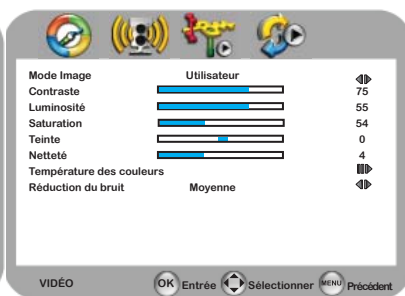 Mode Image Utilisateur
Contraste 75
Luminosité 55
Saturation 54
Teinte 0
Netteté 4
Température des couleurs
Réduction du bruit Moyenne
VIDÉO OK Entrée Sélectionner MENU Précédent